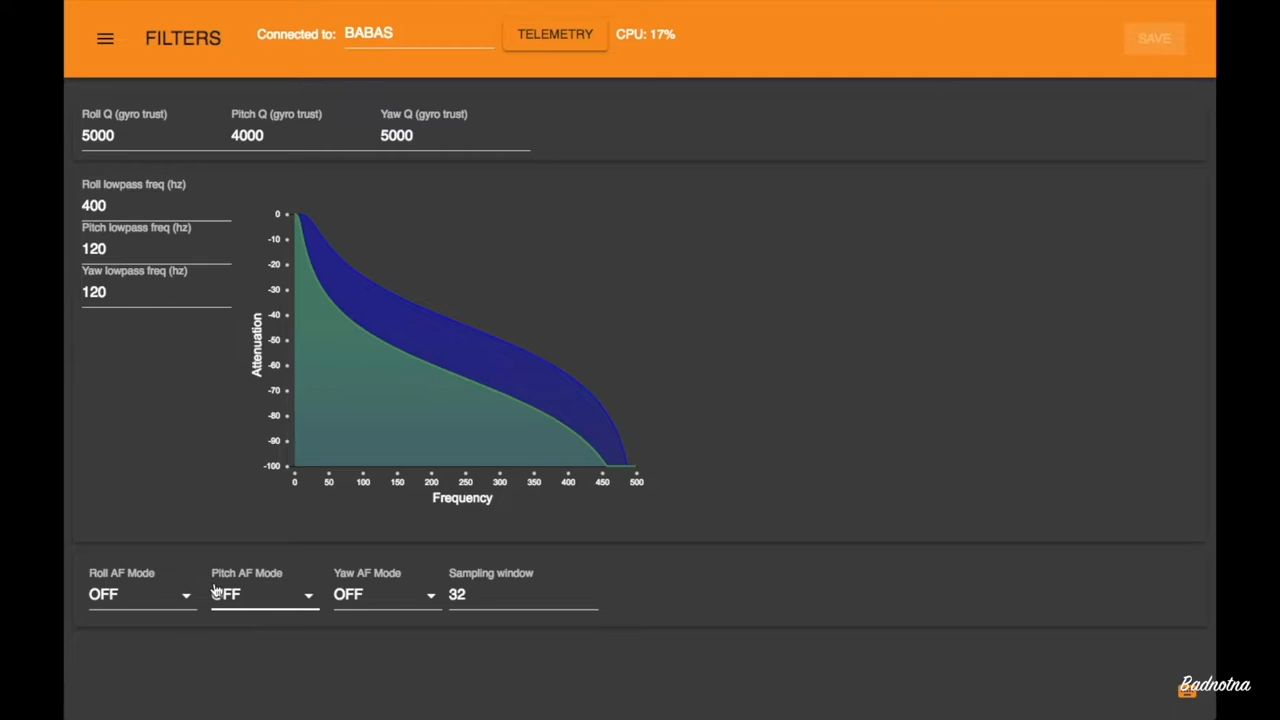 FILTERS
Connected to: BABAS
TELEMETRY
CPU: 17%
SAVE
Roll Q (gyro trust) Pitch Q (gyro trust) Yaw Q (gyro trust)
5000 4000 5000
Roll lowpass freq (hz)
400
Pitch lowpass freq (hz)
120
Yaw lowpass freq (hz)
120
Attenuation
0
-10
-20
-30
-40
-50
-60
-70
-80
-90
-100
0 50 100 150 200 250 300 350 400 450 500
Frequency
Roll AF Mode Pitch AF Mode Yaw AF Mode Sampling window
OFF OFF OFF 32
Badnotna